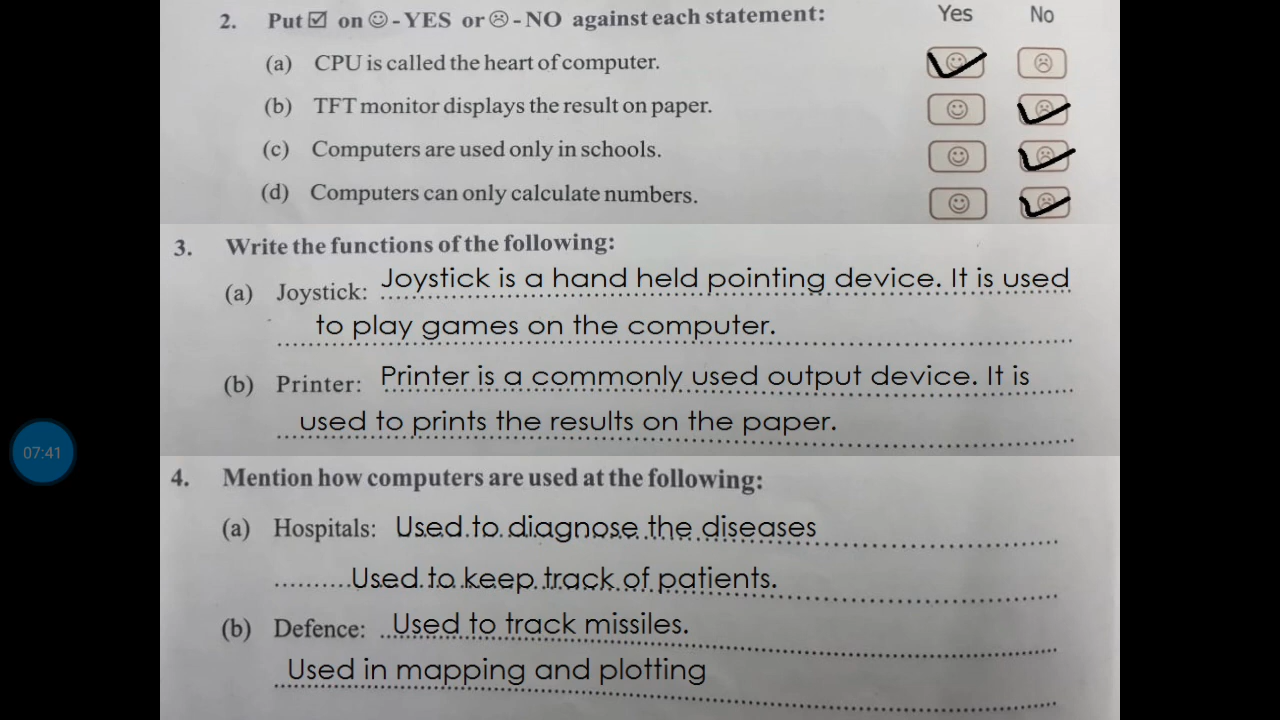 2. Put ☑ on ☺-YES or ☹-NO against each statement: Yes No
(a) CPU is called the heart of computer.
(b) TFT monitor displays the result on paper.
(c) Computers are used only in schools.
(d) Computers can only calculate numbers.
3. Write the functions of the following:
(a) Joystick: Joystick is a hand held pointing device. It is used
to play games on the computer.
(b) Printer: Printer is a commonly used output device. It is
used to prints the results on the paper.
07:41
4. Mention how computers are used at the following:
(a) Hospitals: Used to diagnose the diseases
Used to keep track of patients.
(b) Defence: Used to track missiles.
Used in mapping and plotting